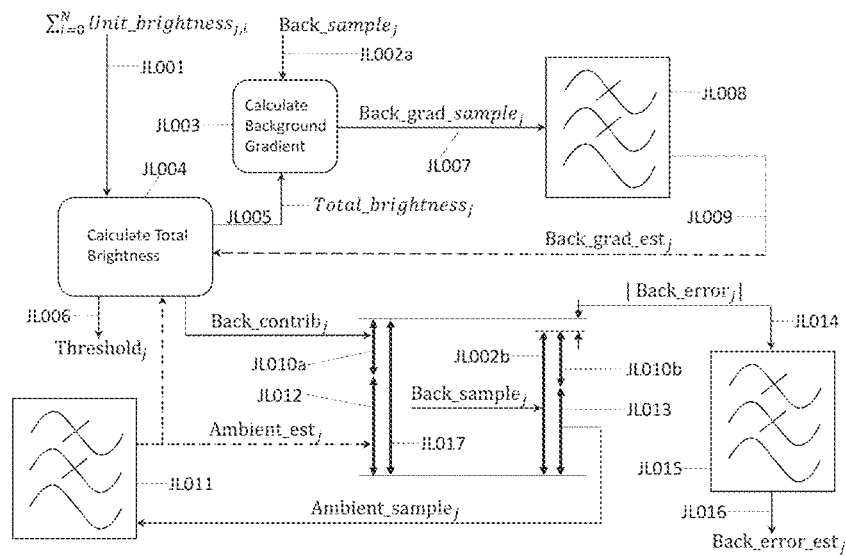 ∑_{i=0}^{N} Unit_brightness_{j,i}
Back_sample_j
JL001
JL002a
JL003
Calculate
Background
Gradient
Back_grad_sample_j
JL007
JL008
JL004
JL005
Total_brightness_j
JL009
Calculate Total
Brightness
Back_grad_est_j
JL006
Threshold_j
Back_contrib_j
| Back_error_j|
JL014
JL010a
JL002b
JL010b
JL012
Back_sample_j
JL013
Ambient_est_j
JL017
JL015
JL011
Ambient_sample_j
JL016
Back_error_est_j